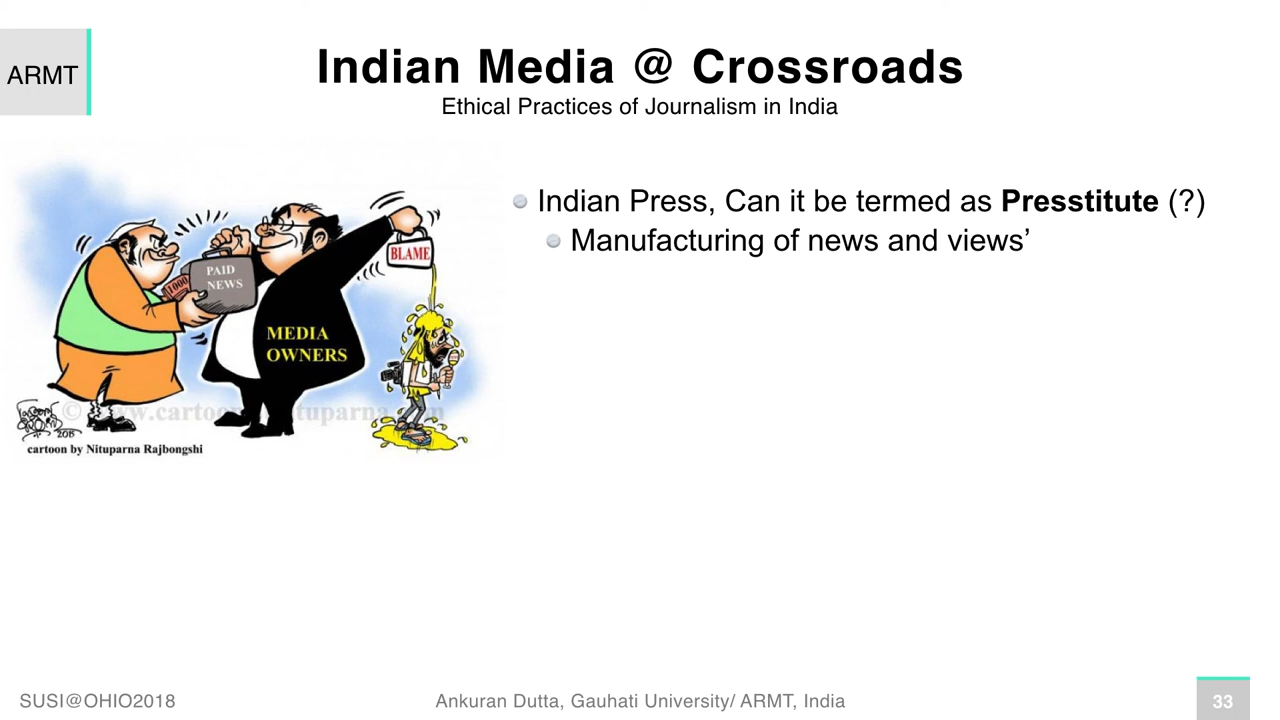 ARMT
Indian Media @ Crossroads
Ethical Practices of Journalism in India
Indian Press, Can it be termed as Presstitute (?)
Manufacturing of news and views’
BLAME
PAID
NEWS
1000
MEDIA
OWNERS
2015
cartoon by Nituparna Rajbongshi
SUSI@OHIO2018
Ankuran Dutta, Gauhati University/ ARMT, India
33